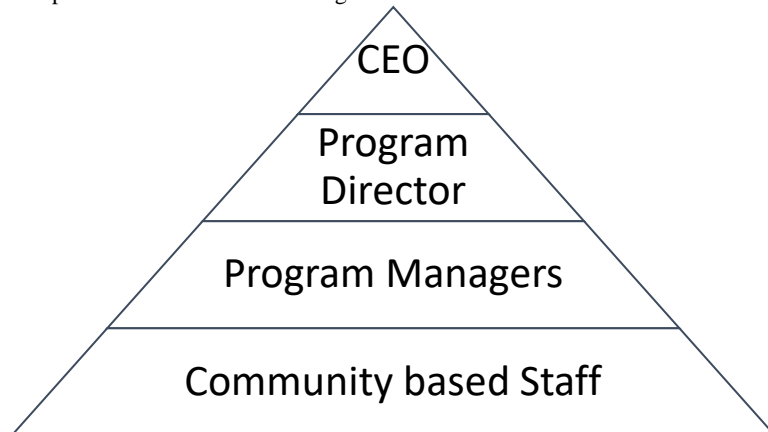 CEO
Program
Director
Program Managers
Community based Staff